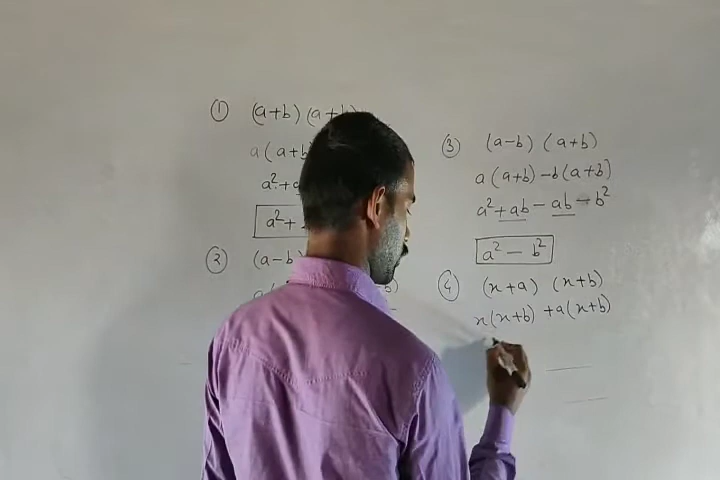 ① (a+b) (a+b
a(a+b
a²+a
a²+
② (a-b)
b)
③ (a-b) (a+b)
a(a+b) -b(a+b)
a²+ab - ab - b²
a² - b²
④ (x+a) (x+b)
x(x+b) +a(x+b)